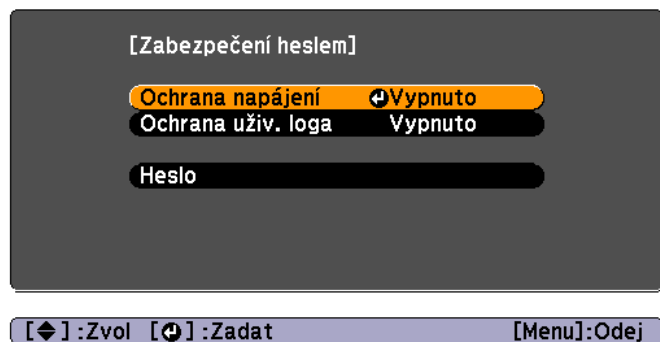 [Zabezpečení heslem]
Ochrana napájení Vypnuto
Ochrana uživ. loga Vypnuto
Heslo
[ ] :Zvol [ ] :Zadat [Menu]:Odej